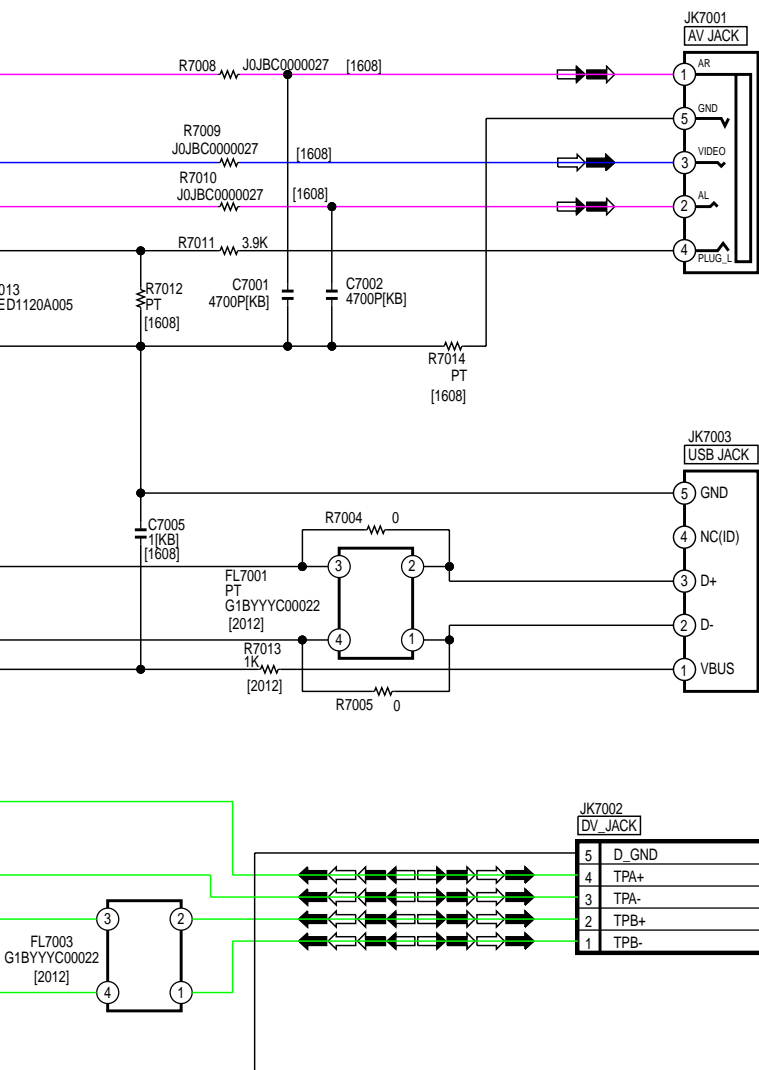 JK7001
AV JACK
R7008 J0JBC0000027 [1608]
1 AR
5 GND
R7009
J0JBC0000027
[1608]
3 VIDEO
R7010
J0JBC0000027 [1608]
2 AL
R7011 3.9K
4 PLUG_L
013
ED1120A005
R7012
PT
[1608]
C7001
4700P[KB]
C7002
4700P[KB]
R7014
PT
[1608]
JK7003
USB JACK
5 GND
4 NC(ID)
3 D+
2 D-
1 VBUS
C7005
1[KB]
[1608]
R7004 0
3 2
FL7001
PT
G1BYYYC00022
[2012]
4 1
R7013
1K
[2012]
R7005 0
JK7002
DV_JACK
5 D_GND
4 TPA+
3 TPA-
2 TPB+
1 TPB-
3 2
FL7003
G1BYYYC00022
[2012]
4 1